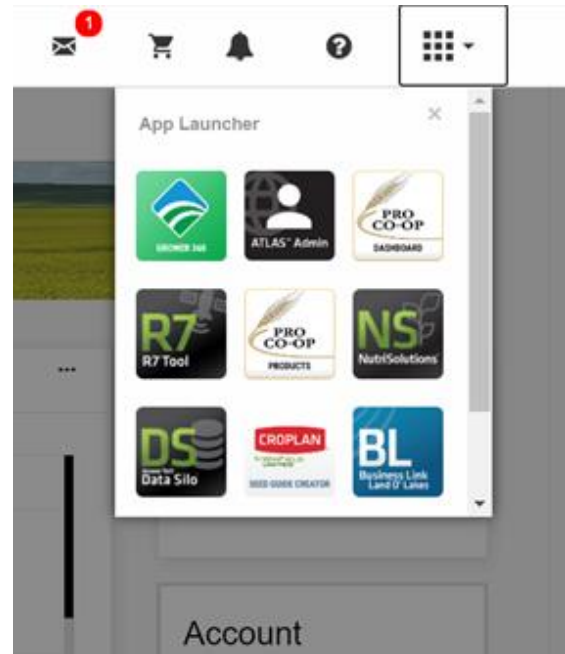 1
App Launcher
GROWER 360
ATLAS™ Admin
PRO
CO-OP
DASHBOARD
R7
R7 Tool
PRO
CO-OP
PRODUCTS
NS
NutriSolutions
DS
Data Silo
CROPLAN
SEED GUIDE CREATOR
BL
Business Link
Land O' Lakes
Account